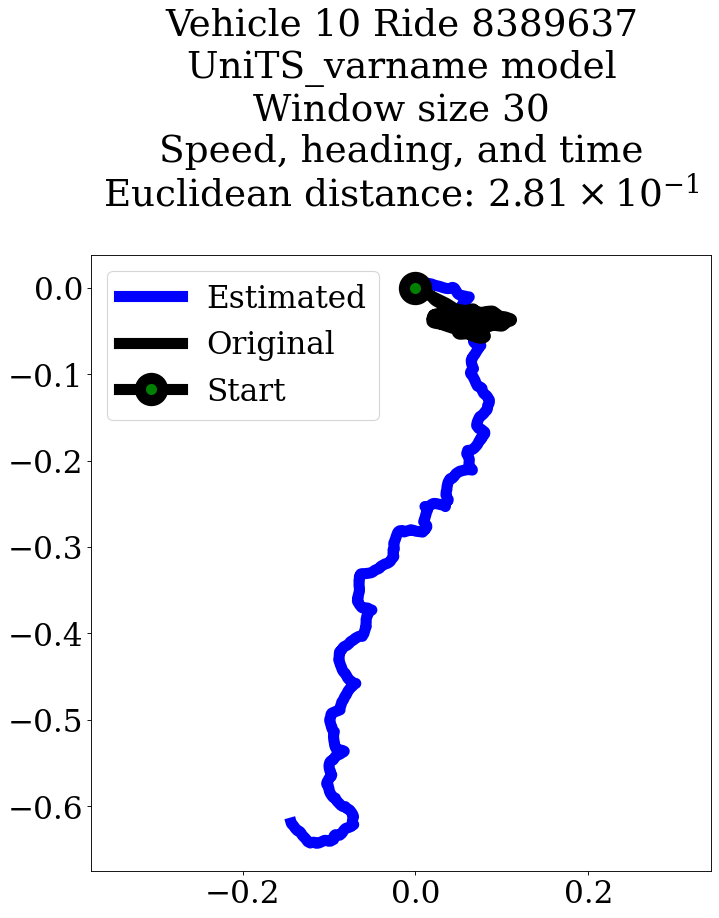 Vehicle 10 Ride 8389637
UniTS_varname model
Window size 30
Speed, heading, and time
Euclidean distance: 2.81 × 10⁻¹
Estimated
Original
Start
0.0
−0.1
−0.2
−0.3
−0.4
−0.5
−0.6
−0.2 0.0 0.2